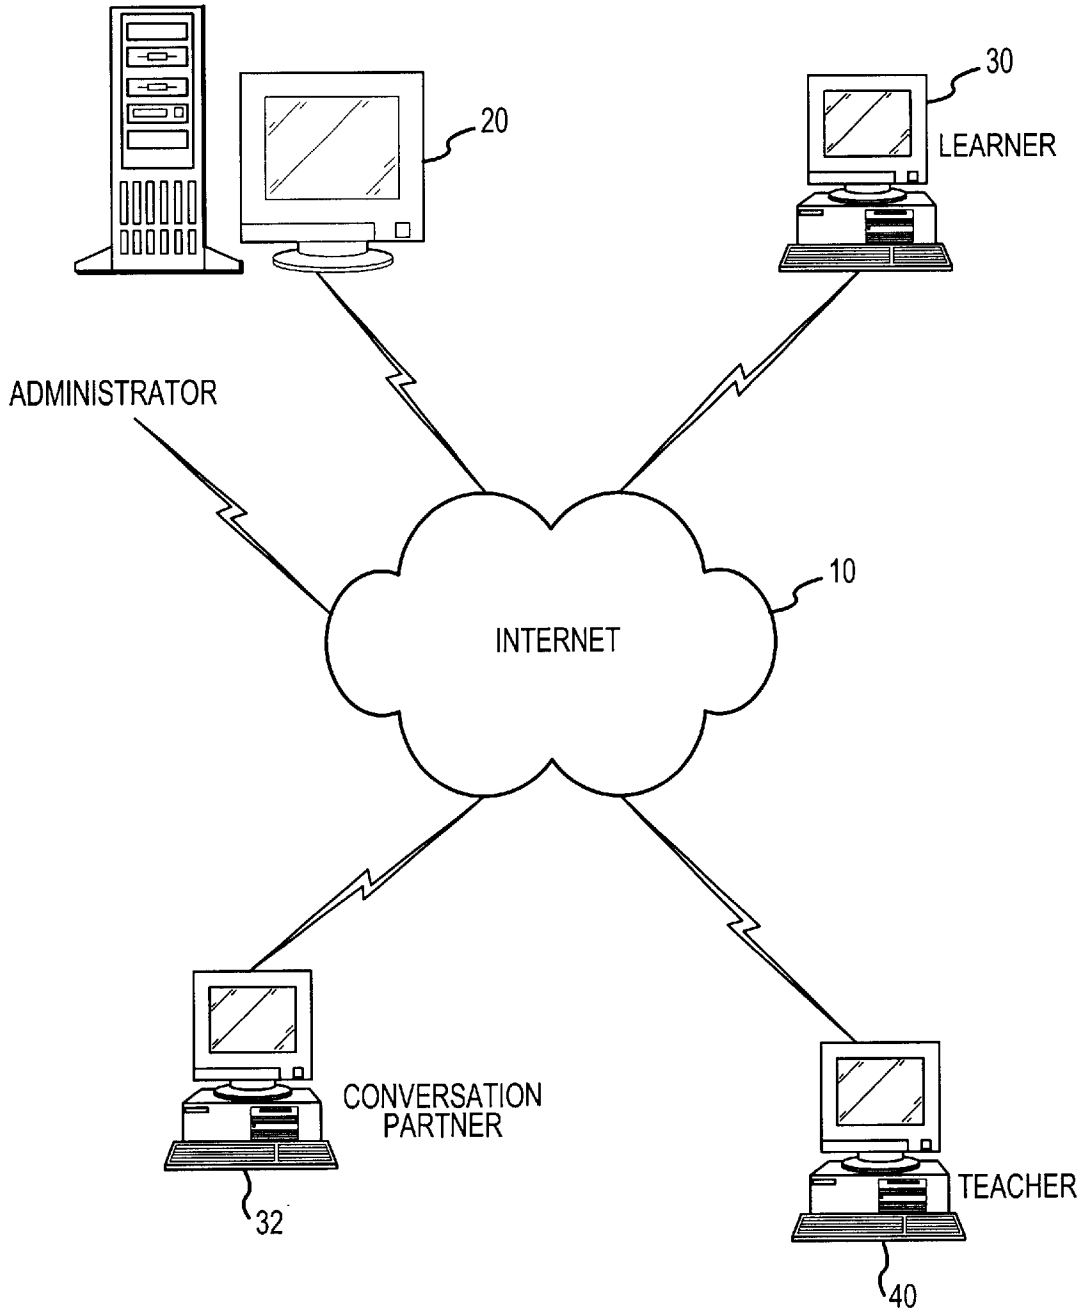 20
30
LEARNER
ADMINISTRATOR
10
INTERNET
CONVERSATION
PARTNER
32
TEACHER
40